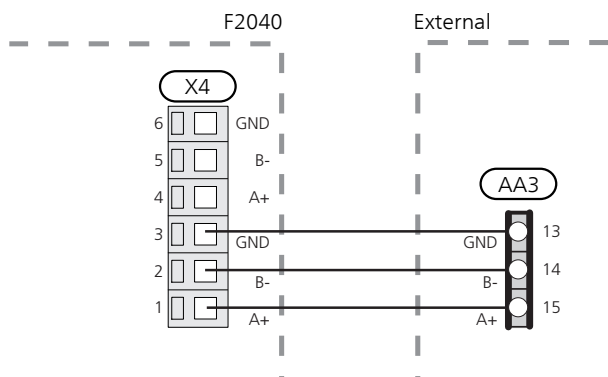 F2040 External
X4
6 GND
5 B-
4 A+
AA3
3 GND GND 13
2 B- B- 14
1 A+ A+ 15